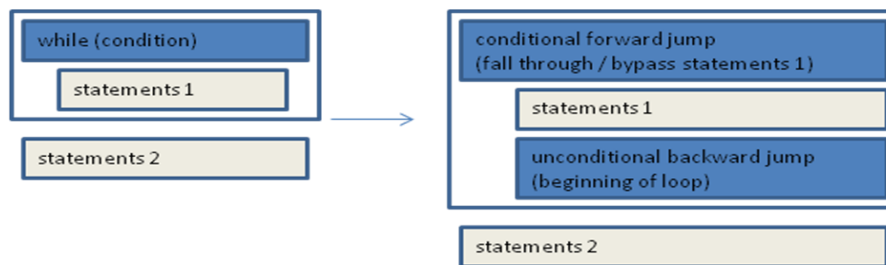 while (condition)
statements 1
statements 2
conditional forward jump
(fall through / bypass statements 1)
statements 1
unconditional backward jump
(beginning of loop)
statements 2